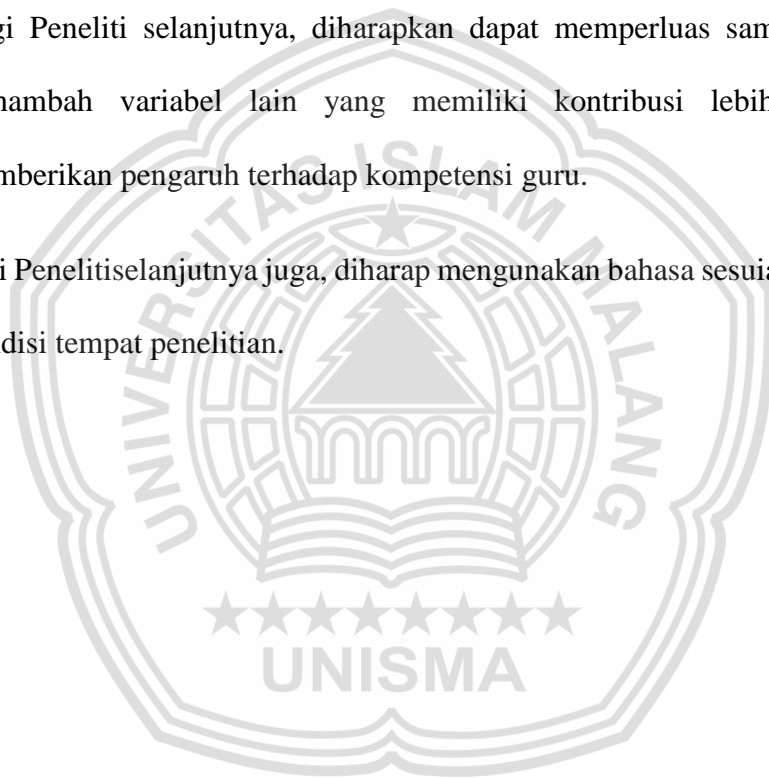 gi Peneliti selanjutnya, diharapkan dapat memperluas sam
nambah variabel lain yang memiliki kontribusi lebih
mberikan pengaruh terhadap kompetensi guru.
i Penelitiselanjutnya juga, diharap mengunakan bahasa sesuia
disi tempat penelitian.
UNIVERSITAS ISLAM MALANG
UNISMA